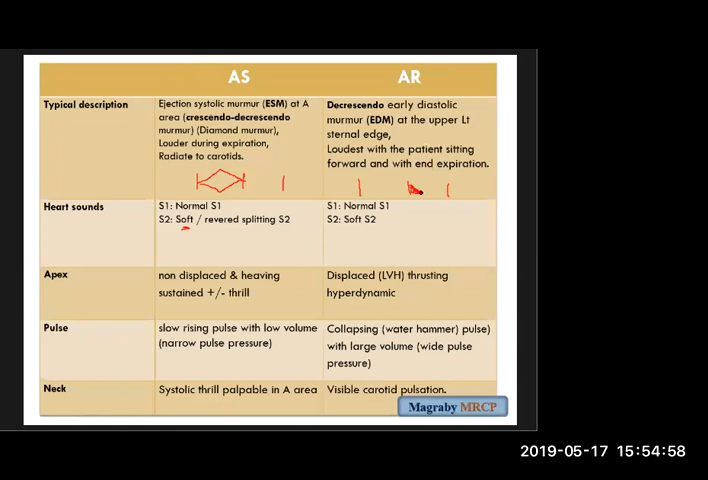 AS AR
Typical description
Ejection systolic murmur (ESM) at A
area (crescendo-decrescendo
murmur) (Diamond murmur),
Louder during expiration,
Radiate to carotids.
Decrescendo early diastolic
murmur (EDM) at the upper Lt
sternal edge,
Loudest with the patient sitting
forward and with end expiration.
Heart sounds
S1: Normal S1
S2: Soft / revered splitting S2
S1: Normal S1
S2: Soft S2
Apex
non displaced & heaving
sustained +/- thrill
Displaced (LVH) thrusting
hyperdynamic
Pulse
slow rising pulse with low volume
(narrow pulse pressure)
Collapsing (water hammer) pulse)
with large volume (wide pulse
pressure)
Neck
Systolic thrill palpable in A area
Visible carotid pulsation.
Magraby MRCP
2019-05-17 15:54:58